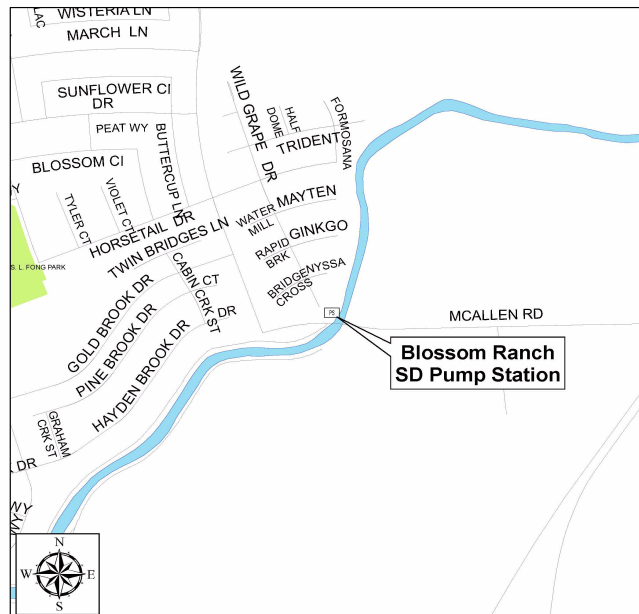 WISTERIA LN
LAC
MARCH LN
SUNFLOWER CI
DR
PEAT WY
BUTTERCUP LN
BLOSSOM CI
TYLER CT
VIOLET CT
HORSETAIL DR
TWIN BRIDGES LN
S. L. FONG PARK
WILD GRAPE DR
DOME
HALF
FORMOSANA
TRIDENT
WATER
MILL
MAYTEN
RAPID
BRK
GINKGO
BRIDGE
CROSS
NYSSA
GOLD BROOK DR
CT
CABIN CRK ST
PINE BROOK DR
DR
HAYDEN BROOK DR
GRAHAM
CRK ST
DR
WY
PS
MCALLEN RD
Blossom Ranch
SD Pump Station
N
W
E
S